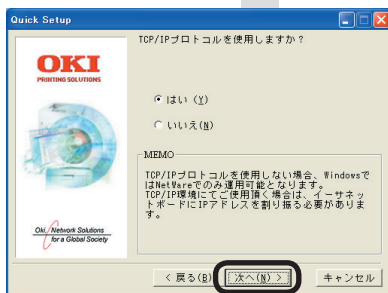 Quick Setup
OKI
PRINTING SOLUTIONS
Oki, Network Solutions
for a Global Society
TCP/IPプロトコルを使用しますか？
はい (Y)
いいえ(N)
MEMO
TCP/IPプロトコルを使用しない場合、Windowsで
はNetWareでのみ運用可能となります。
TCP/IP環境にてご使用頂く場合は、イーサネッ
トボードにIPアドレスを割り振る必要がありま
す。
< 戻る(B)
次へ(N) >
キャンセル